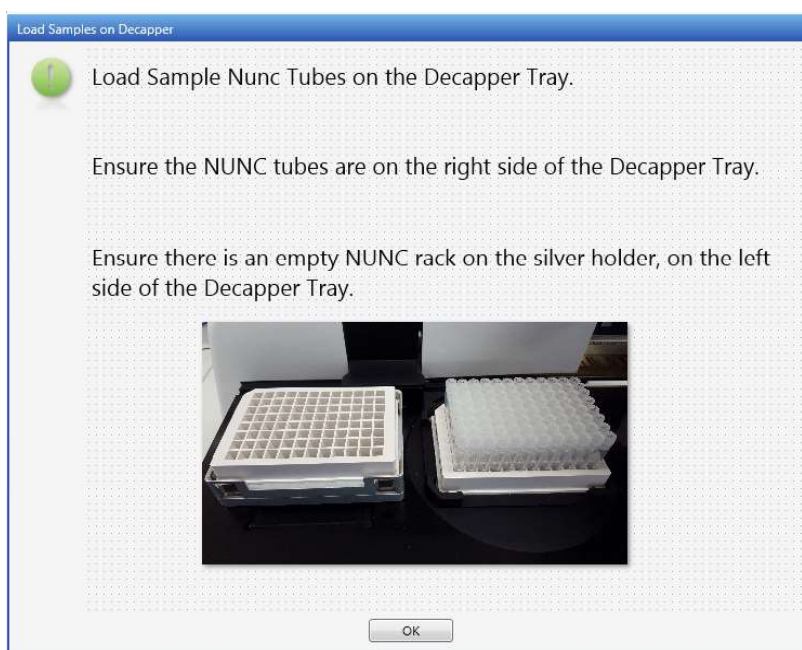 Load Samples on Decapper
Load Sample Nunc Tubes on the Decapper Tray.
Ensure the NUNC tubes are on the right side of the Decapper Tray.
Ensure there is an empty NUNC rack on the silver holder, on the left
side of the Decapper Tray.
OK